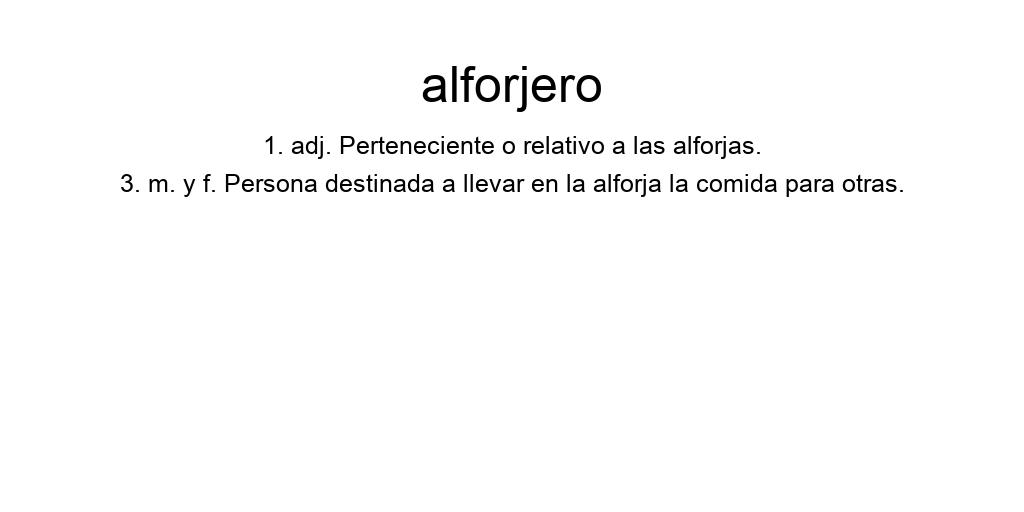 alforjero
1. adj. Perteneciente o relativo a las alforjas.
3. m. y f. Persona destinada a llevar en la alforja la comida para otras.